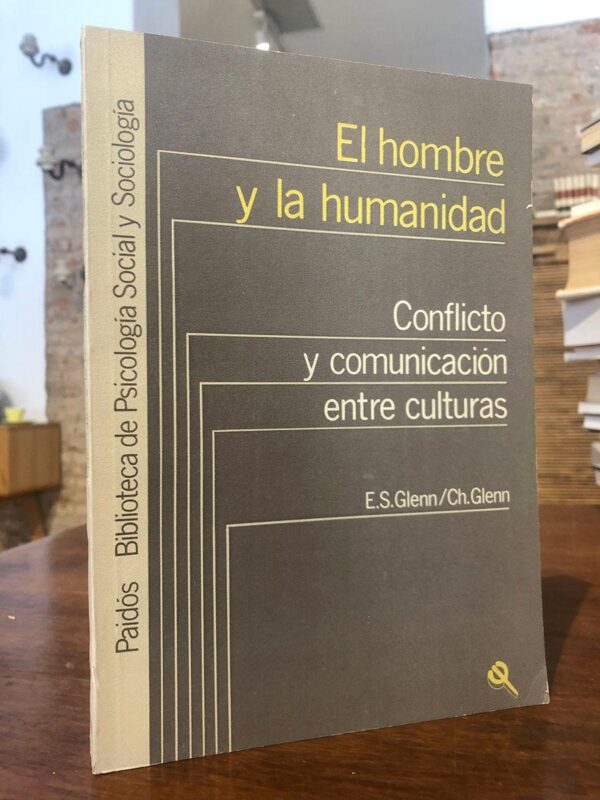 El hombre
y la humanidad
Conflicto
y comunicación
entre culturas
E.S.Glenn/Ch.Glenn
Paidós Biblioteca de Psicología Social y Sociología